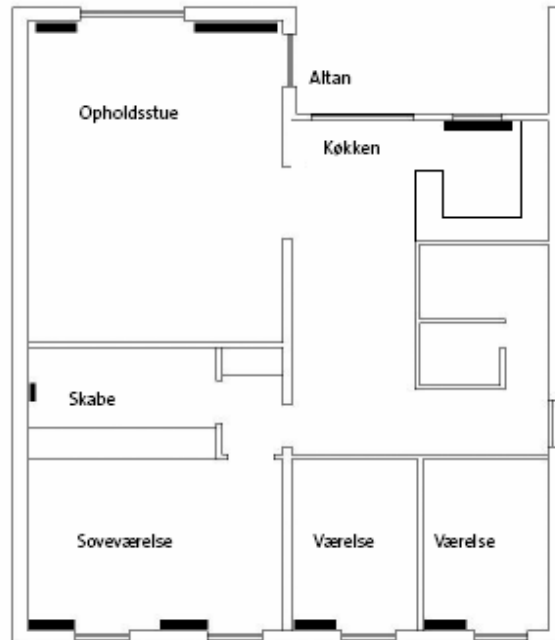 Altan
Opholdsstue
Køkken
Skabe
Soveværelse
Værelse
Værelse